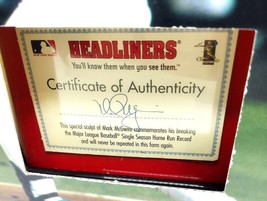 HEADLINERS™
You'll know them when you see them.™
Certificate of Authenticity
This special sculpt of Mark McGwire commemorates his breaking
the Major League Baseball® Single Season Home Run Record
and will never be repeated in this form again.